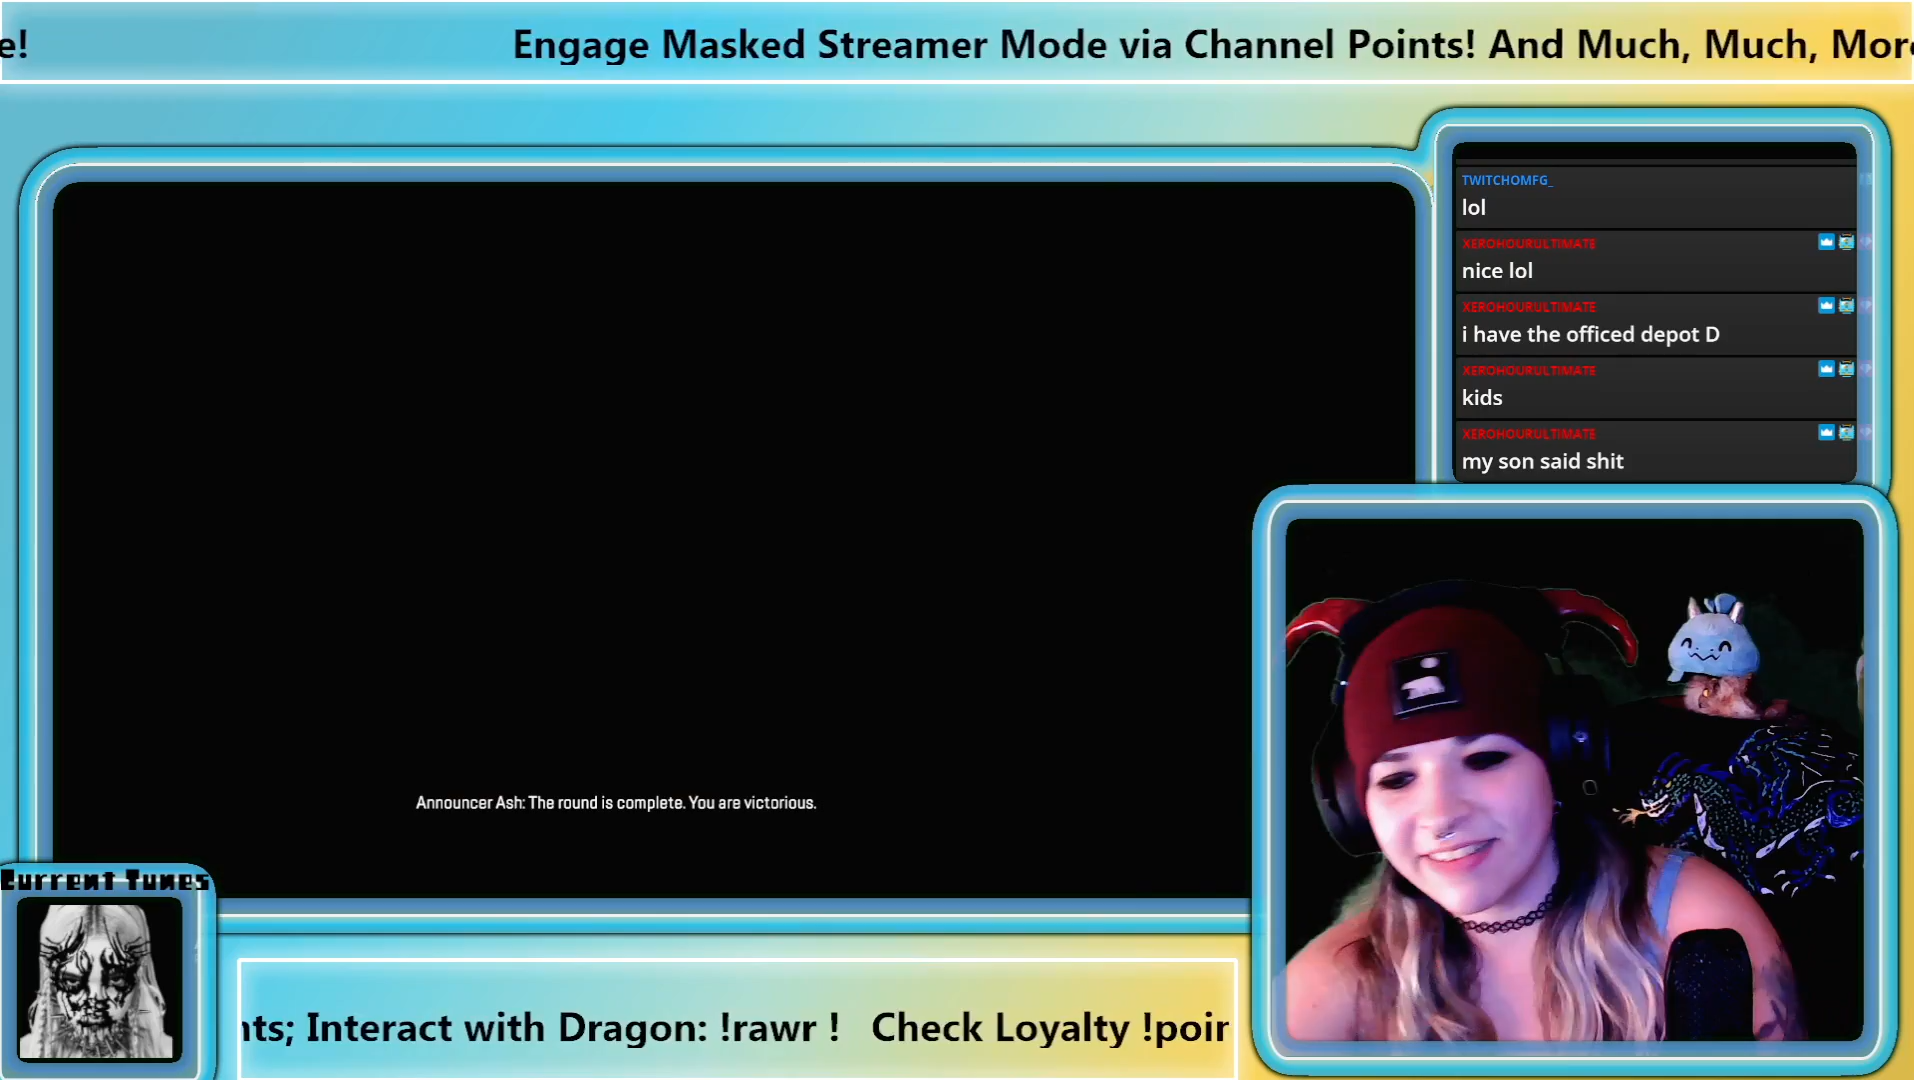 e!
Engage Masked Streamer Mode via Channel Points! And Much, Much, More
TWITCHOMFG_
lol
XEROHOURULTIMATE
nice lol
XEROHOURULTIMATE
i have the officed depot D
XEROHOURULTIMATE
kids
XEROHOURULTIMATE
my son said shit
Announcer Ash: The round is complete. You are victorious.
Current Tunes
nts; Interact with Dragon: !rawr !
Check Loyalty !poin